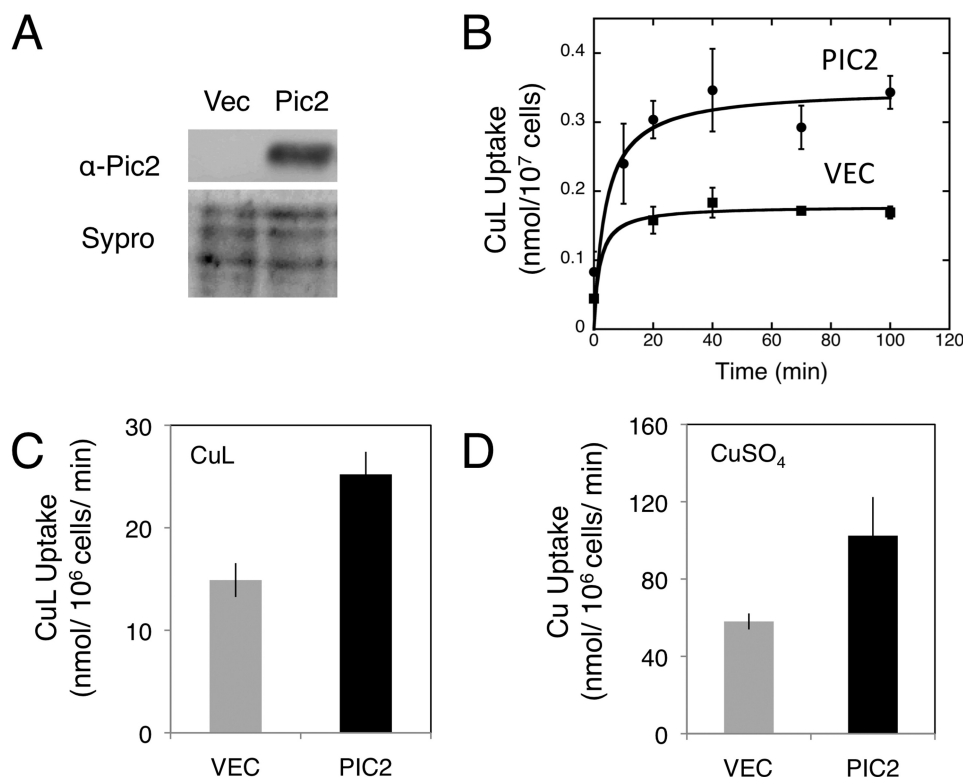 A
Vec Pic2
α-Pic2
Sypro
B
CuL Uptake
(nmol/10⁷ cells)
0.4
0.3
0.2
0.1
0
PIC2
VEC
0 20 40 60 80 100 120
Time (min)
C
CuL Uptake
(nmol/ 10⁶ cells/ min)
30
20
10
0
CuL
VEC PIC2
D
Cu Uptake
(nmol/ 10⁶ cells/ min)
160
120
80
40
0
CuSO₄
VEC PIC2